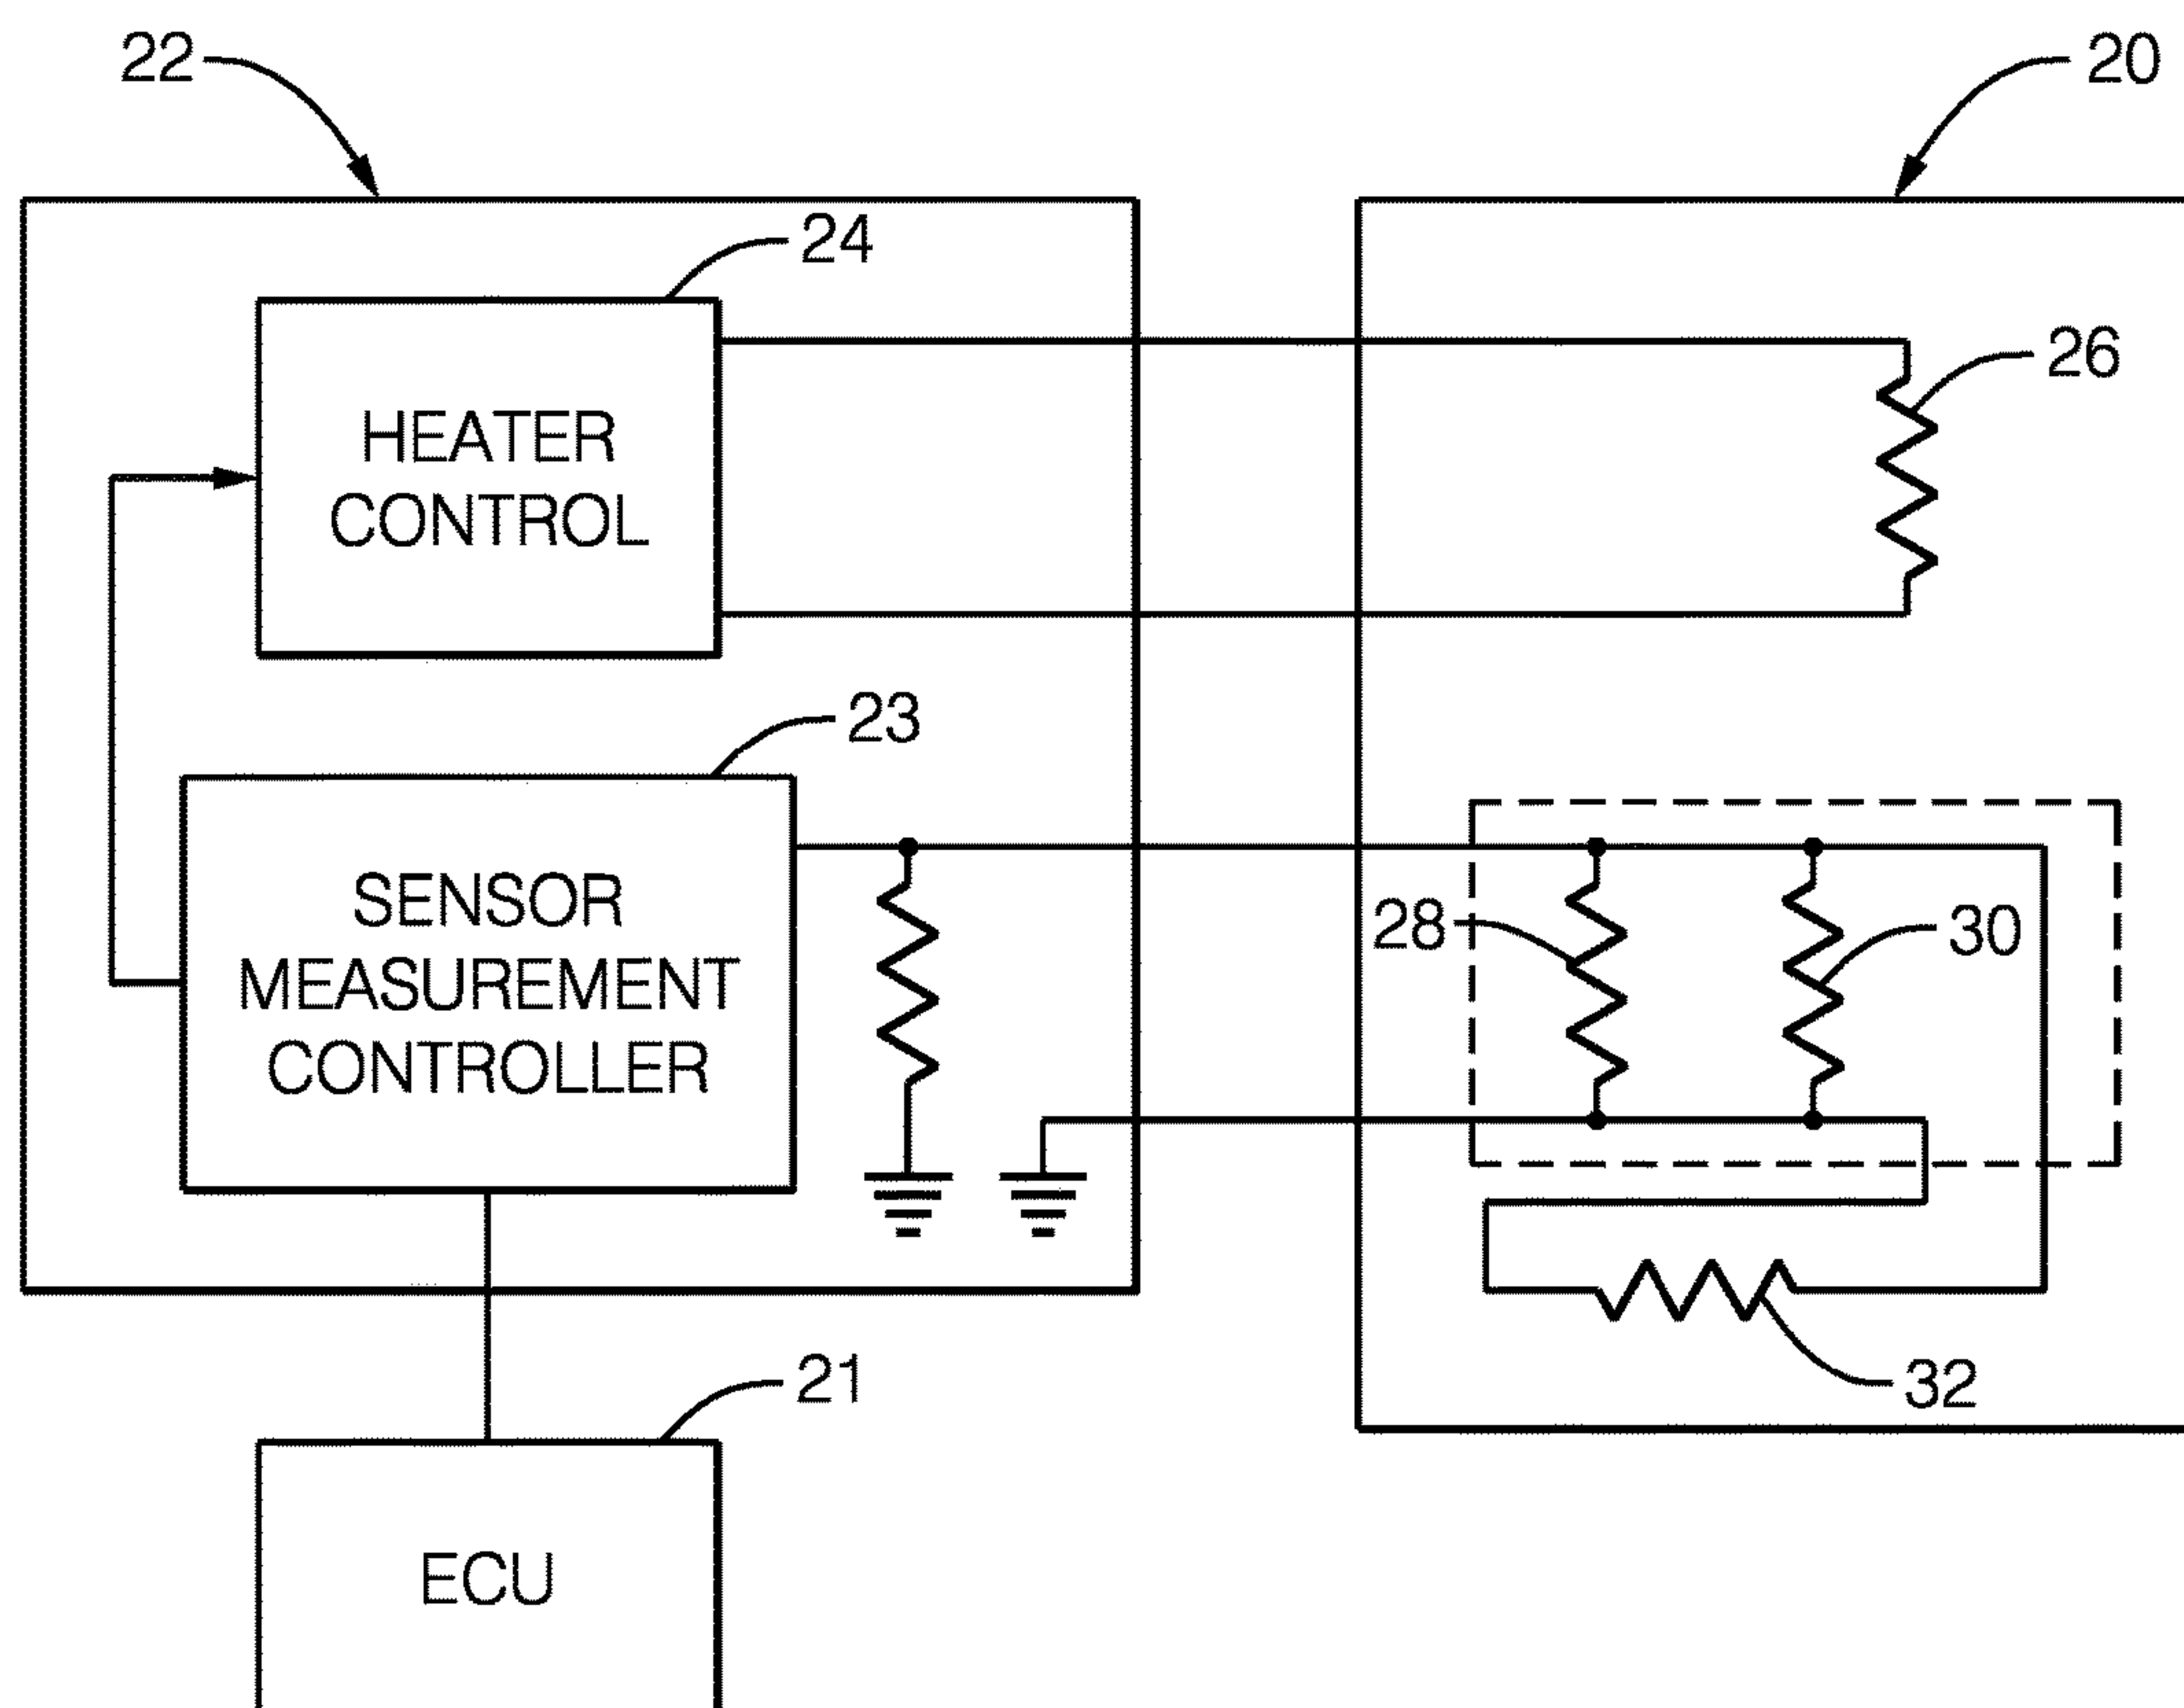 22
20
24
26
HEATER
CONTROL
23
SENSOR
MEASUREMENT
CONTROLLER
28
30
32
21
ECU